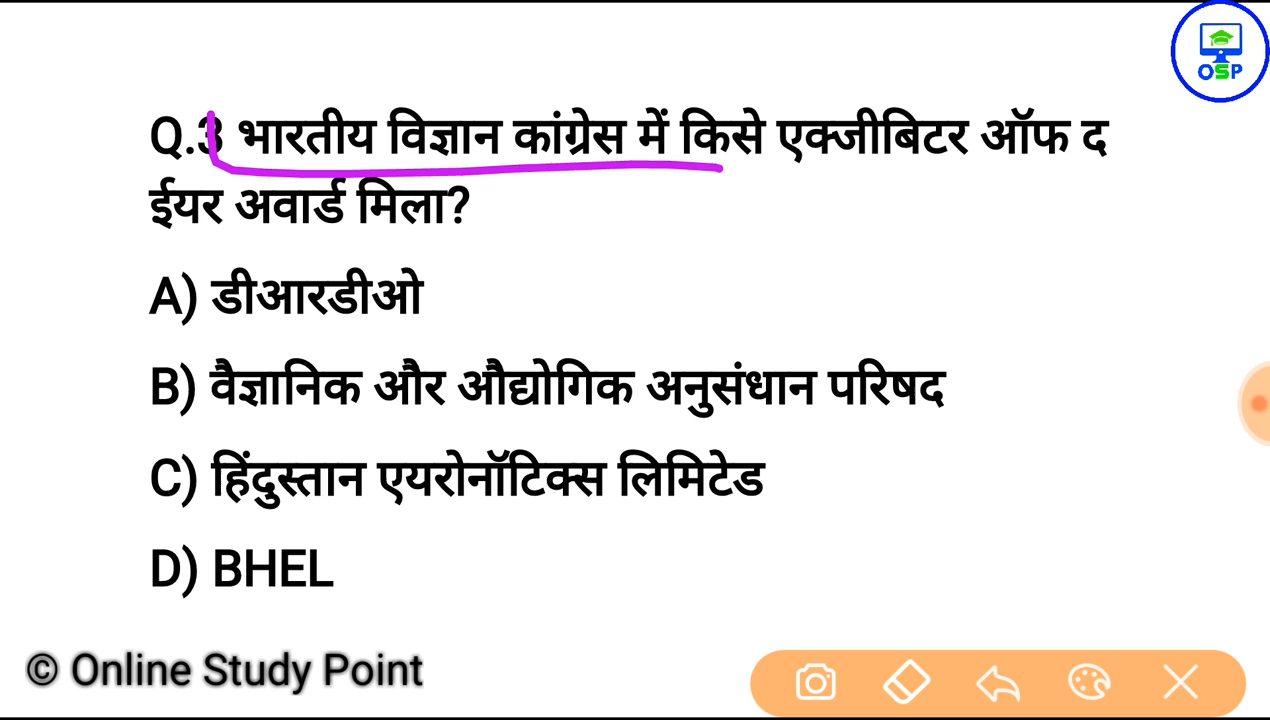 OSP
Q.3 भारतीय विज्ञान कांग्रेस में किसे एक्जीबिटर ऑफ द
ईयर अवार्ड मिला?
A) डीआरडीओ
B) वैज्ञानिक और औद्योगिक अनुसंधान परिषद
C) हिंदुस्तान एयरोनॉटिक्स लिमिटेड
D) BHEL
© Online Study Point